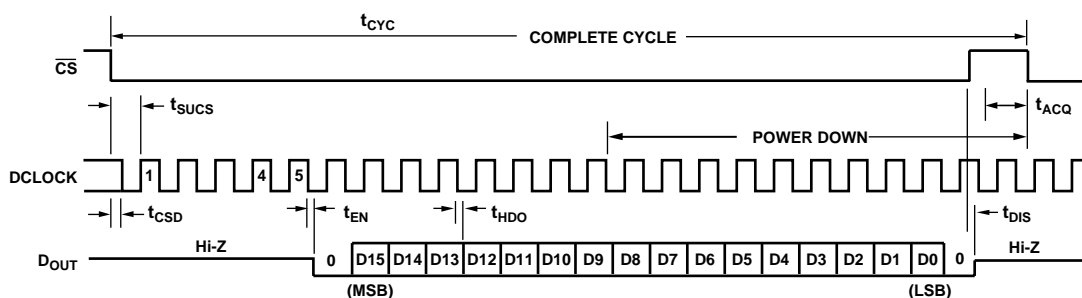 tCYC
COMPLETE CYCLE
CS
tSUCS
tACQ
POWER DOWN
DCLOCK
1 4 5
tCSD
tEN
tHDO
tDIS
Hi-Z
Hi-Z
DOUT
0 D15 D14 D13 D12 D11 D10 D9 D8 D7 D6 D5 D4 D3 D2 D1 D0 0
(MSB)
(LSB)